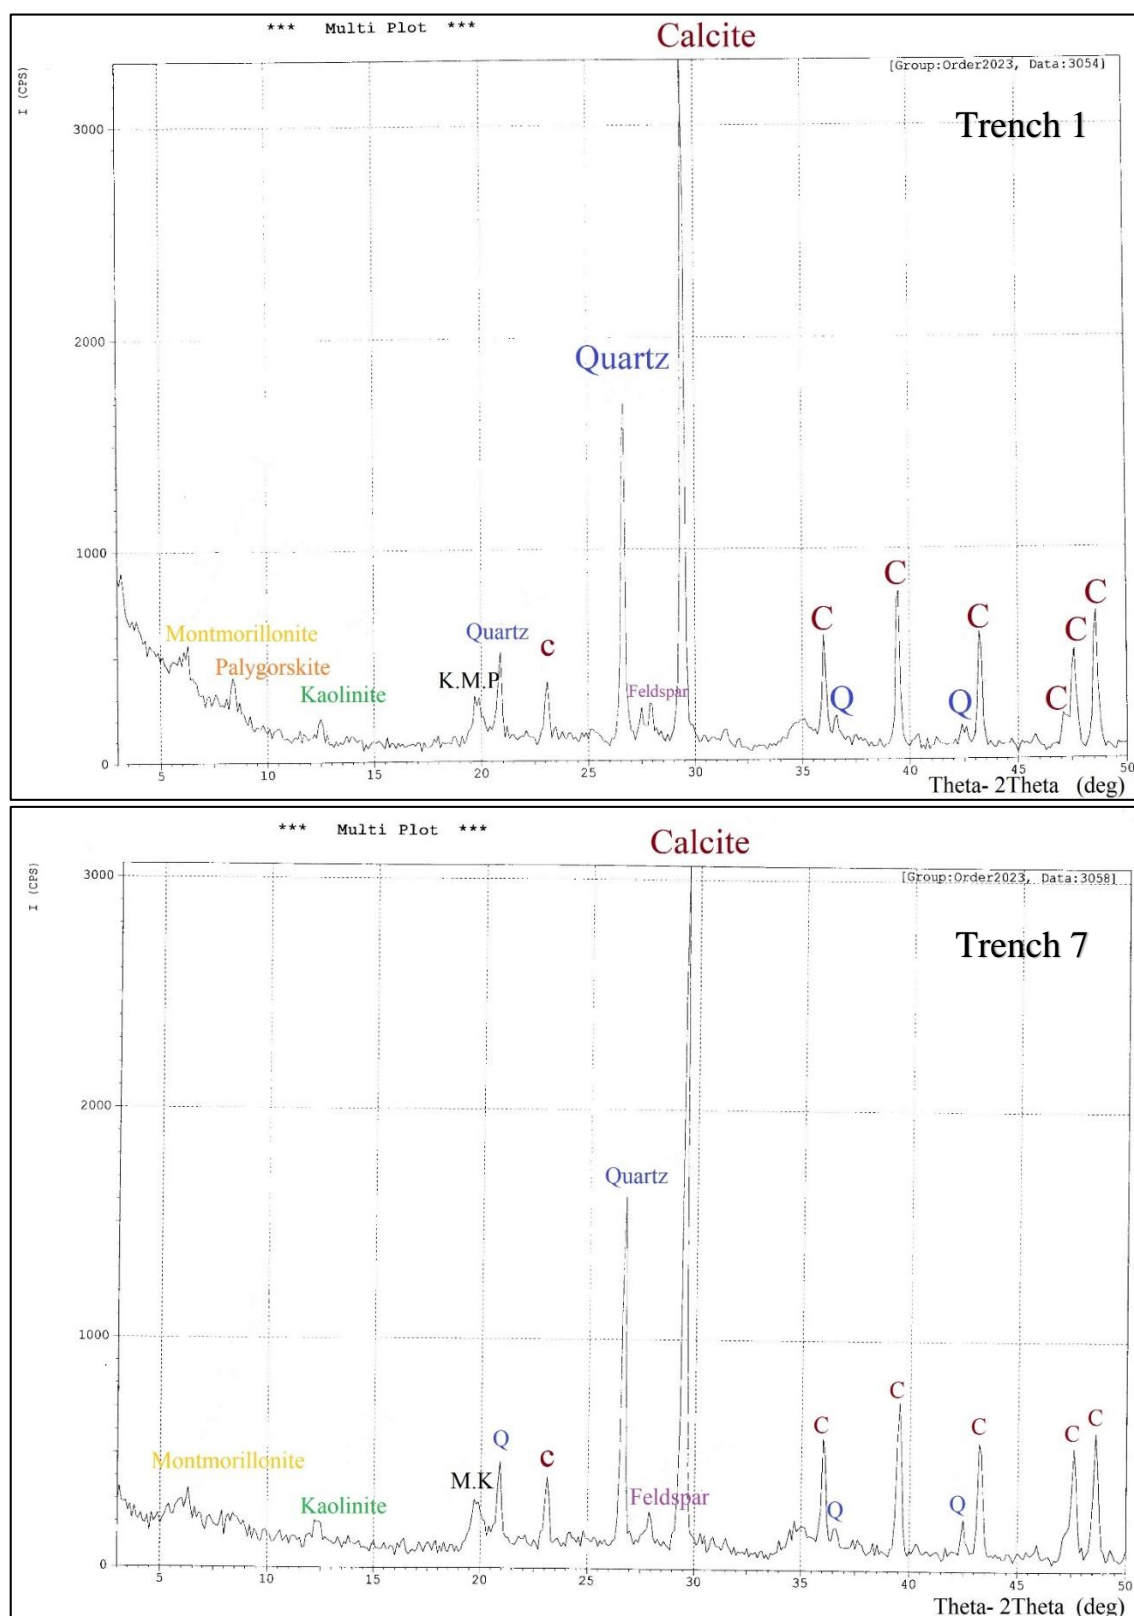 *** Multi Plot ***
Calcite
[Group:Order2023, Data:3054]
I (CPS)
Trench 1
3000
2000
Quartz
1000
Montmorillonite
Palygorskite
Kaolinite
K.M.P
Quartz
c
Feldspar
C
Q
C
Q
C
C
C
C
0
5 10 15 20 25 30 35 40 45 50
Theta- 2Theta (deg)
*** Multi Plot ***
Calcite
[Group:Order2023, Data:3058]
I (CPS)
Trench 7
3000
2000
Quartz
1000
Montmorillonite
Kaolinite
M.K
Q
c
Feldspar
C
Q
C
Q
C
C
C
0
5 10 15 20 25 30 35 40 45 50
Theta- 2Theta (deg)